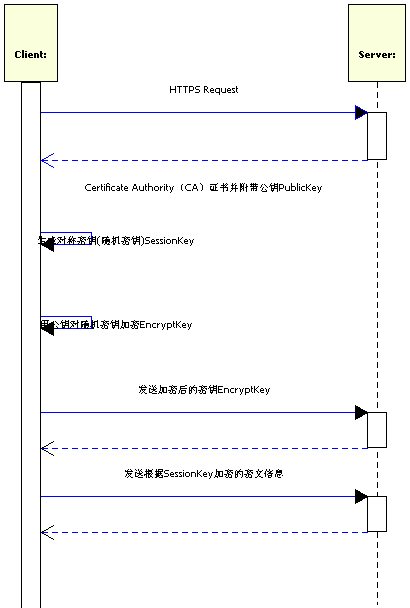 Client:
Server:
HTTPS Request
Certificate Authority（CA）证书并附带公钥PublicKey
生成对称密钥(随机密钥)SessionKey
用公钥对随机密钥加密EncryptKey
发送加密后的密钥EncryptKey
发送根据SessionKey加密的密文信息